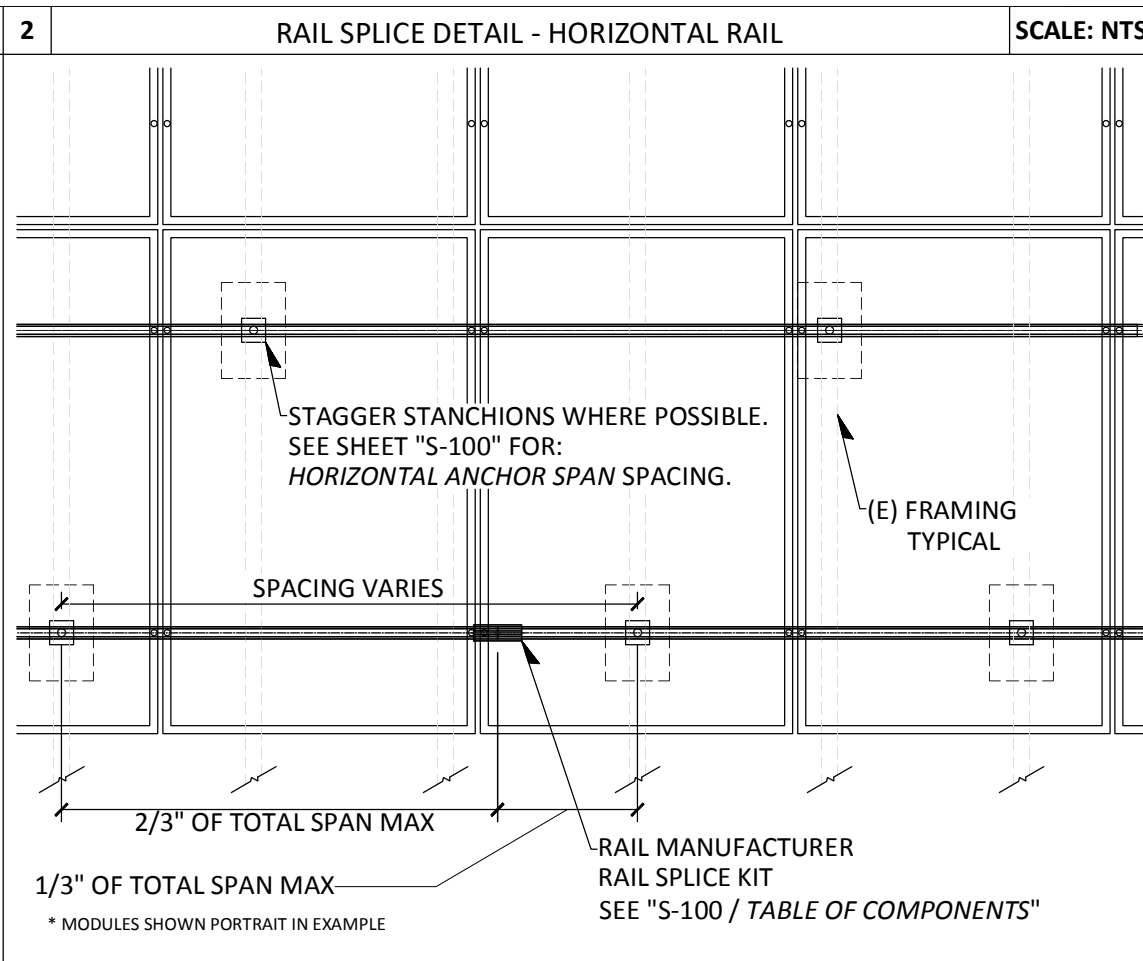 2
RAIL SPLICE DETAIL - HORIZONTAL RAIL
SCALE: NTS
STAGGER STANCHIONS WHERE POSSIBLE.
SEE SHEET "S-100" FOR:
HORIZONTAL ANCHOR SPAN SPACING.
(E) FRAMING
TYPICAL
SPACING VARIES
2/3" OF TOTAL SPAN MAX
1/3" OF TOTAL SPAN MAX
* MODULES SHOWN PORTRAIT IN EXAMPLE
RAIL MANUFACTURER
RAIL SPLICE KIT
SEE "S-100 / TABLE OF COMPONENTS"